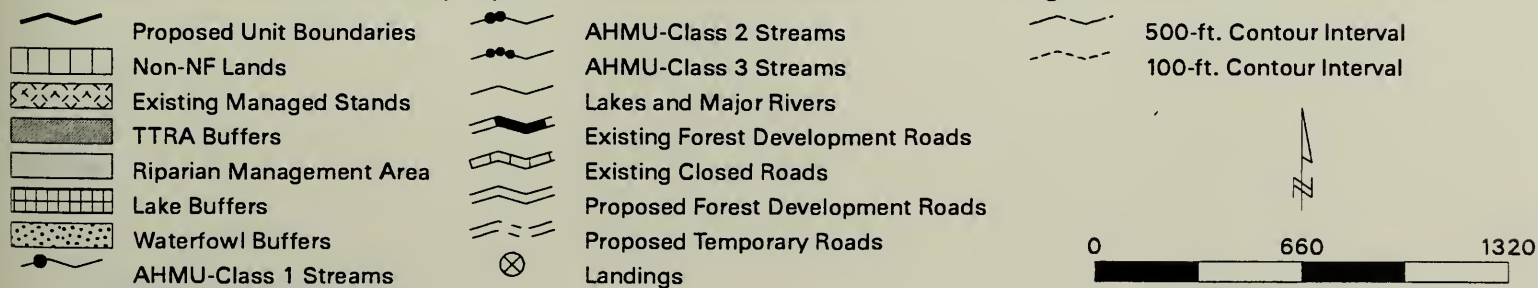 Proposed Unit Boundaries
Non-NF Lands
Existing Managed Stands
TTRA Buffers
Riparian Management Area
Lake Buffers
Waterfowl Buffers
AHMU-Class 1 Streams
AHMU-Class 2 Streams
AHMU-Class 3 Streams
Lakes and Major Rivers
Existing Forest Development Roads
Existing Closed Roads
Proposed Forest Development Roads
Proposed Temporary Roads
Landings
500-ft. Contour Interval
100-ft. Contour Interval
N
0 660 1320